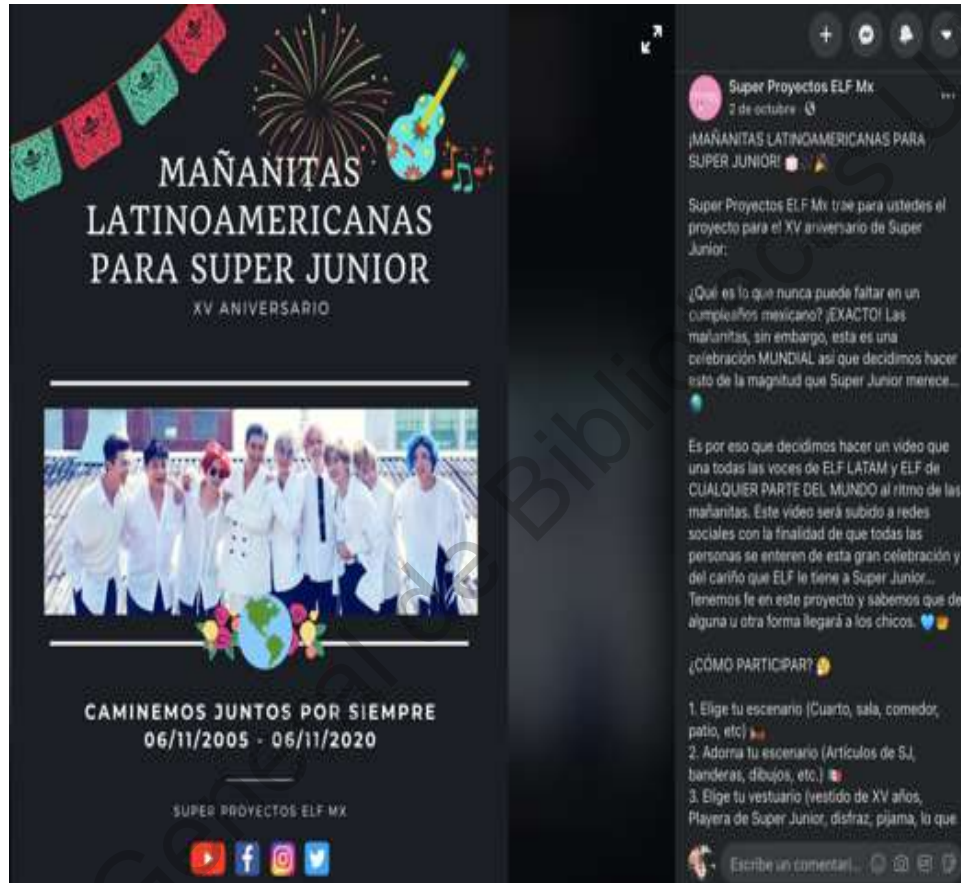 MAÑANITAS
LATINOAMERICANAS
PARA SUPER JUNIOR
XV ANIVERSARIO
CAMINEMOS JUNTOS POR SIEMPRE
06/11/2005 - 06/11/2020
SUPER PROYECTOS ELF MX
Super Proyectos ELF Mx
2 de octubre
¡MAÑANITAS LATINOAMERICANAS PARA
SUPER JUNIOR!
Super Proyectos ELF Mx trae para ustedes el
proyecto para el XV aniversario de Super
Junior:
¿Qué es lo que nunca puede faltar en un
cumpleaños mexicano? ¡EXACTO! Las
mañanitas, sin embargo, esta es una
celebración MUNDIAL así que decidimos hacer
esto de la magnitud que Super Junior merece...
Es por eso que decidimos hacer un video que
una todas las voces de ELF LATAM y ELF de
CUALQUIER PARTE DEL MUNDO al ritmo de las
mañanitas. Este video será subido a redes
sociales con la finalidad de que todas las
personas se enteren de esta gran celebración y
del cariño que ELF le tiene a Super Junior...
Tenemos fe en este proyecto y sabemos que de
alguna u otra forma llegará a los chicos.
¿CÓMO PARTICIPAR?
1. Elige tu escenario (Cuarto, sala, comedor,
patio, etc)
2. Adorna tu escenario (Artículos de SJ,
banderas, dibujos, etc.)
3. Elige tu vestuario (vestido de XV años,
Playera de Super Junior, disfraz, pijama, lo que
Escribe un comentari...
General de Bibliotecas U